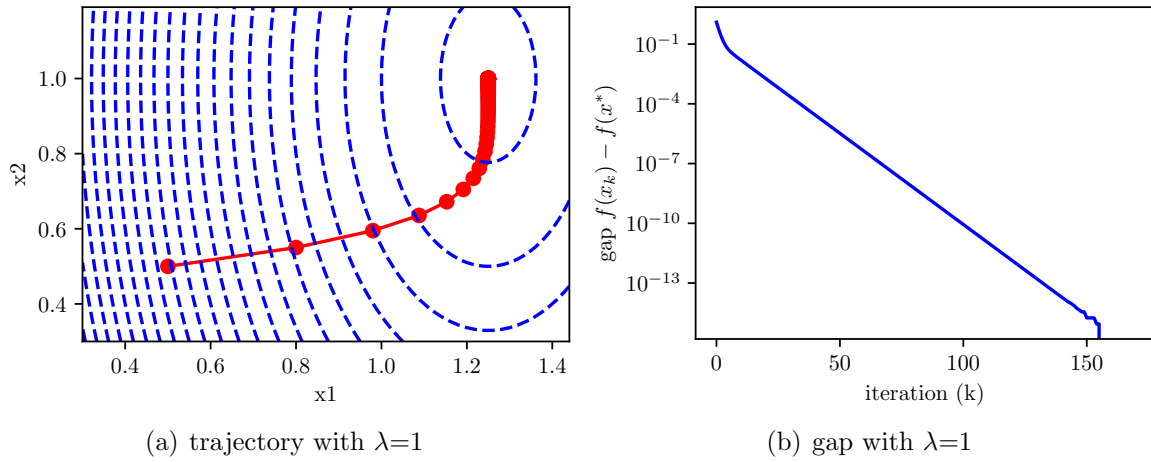 1.0
0.8
0.6
0.4
x2
0.4 0.6 0.8 1.0 1.2 1.4
x1
(a) trajectory with λ=1
10⁻¹
10⁻⁴
10⁻⁷
10⁻¹⁰
10⁻¹³
gap f(xₖ) − f(x*)
0 50 100 150
iteration (k)
(b) gap with λ=1